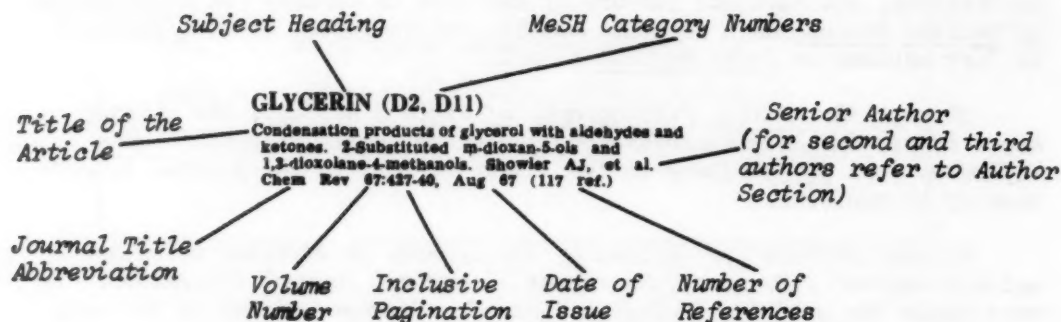 Subject Heading
MeSH Category Numbers
GLYCERIN (D2, D11)
Title of the
Article
Condensation products of glycerol with aldehydes and
ketones. 2-Substituted m-dioxan-5-ols and
1,3-dioxolane-4-methanols. Showler AJ, et al.
Chem Rev 67:427-40, Aug 67 (117 ref.)
Senior Author
(for second and third
authors refer to Author
Section)
Journal Title
Abbreviation
Volume
Number
Inclusive
Pagination
Date of
Issue
Number of
References